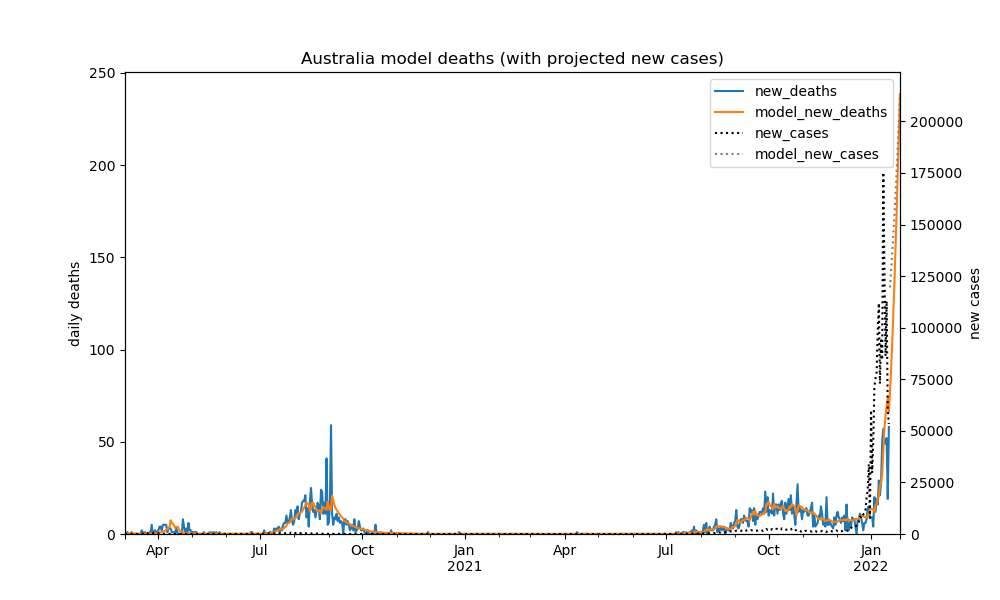 Australia model deaths (with projected new cases)
250
200
150
100
50
0
daily deaths
new_deaths
model_new_deaths
new_cases
model_new_cases
200000
175000
150000
125000
100000
75000
50000
25000
0
new cases
Apr Jul Oct Jan Apr Jul Oct Jan
2021 2022